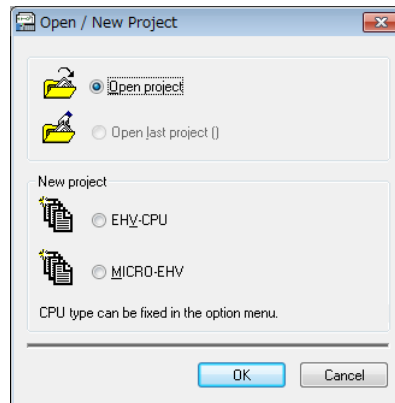 Open / New Project
Open project
Open last project ()
New project
EHV-CPU
MICRO-EHV
CPU type can be fixed in the option menu.
OK
Cancel